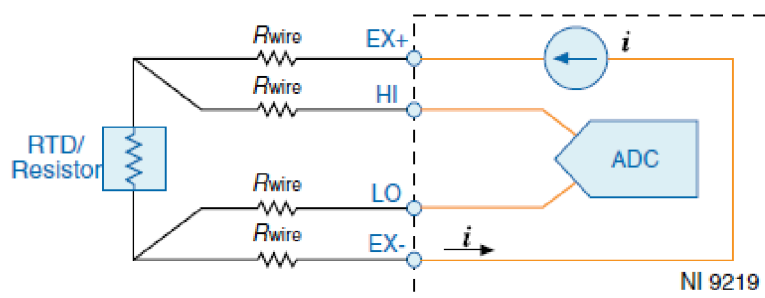 Rwire EX+ i
Rwire HI
RTD/
Resistor
ADC
Rwire LO
Rwire EX- i
NI 9219